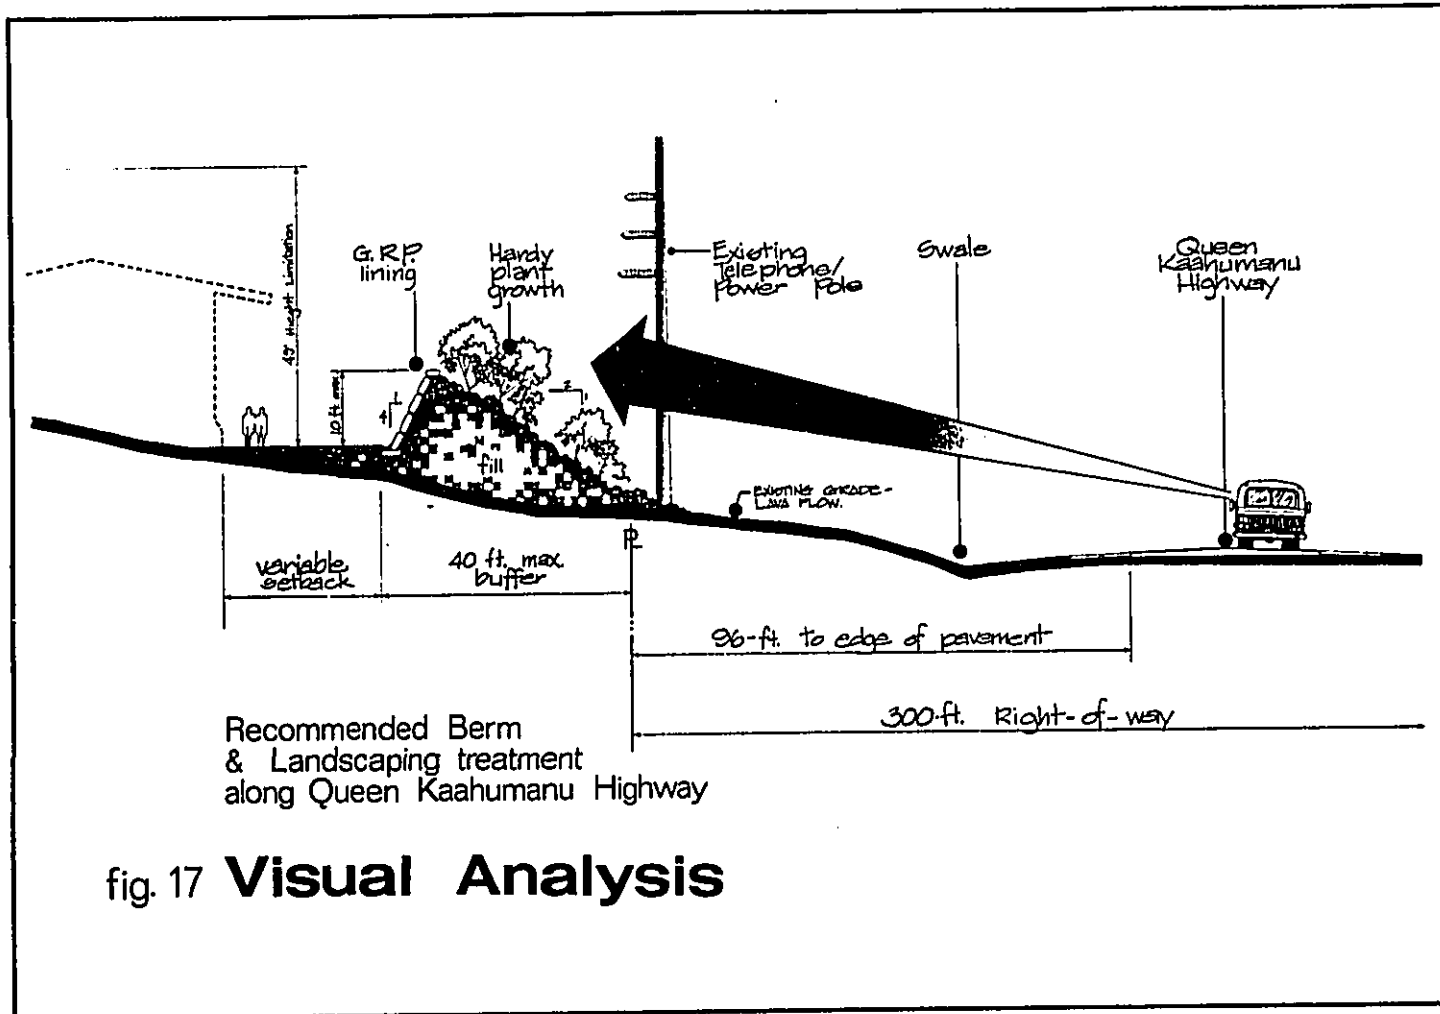 45' Height Limitation
G.R.P.
lining
Hardy
plant
growth
Existing
Telephone/
Power Pole
Swale
Queen
Kaahumanu
Highway
10 ft. max.
1
4
2
1
fill
EXISTING GRADE-
LAVA FLOW.
PL
variable
setback
40 ft. max.
buffer
96-ft. to edge of pavement
300-ft. Right-of-way
Recommended Berm
& Landscaping treatment
along Queen Kaahumanu Highway
fig. 17 Visual Analysis